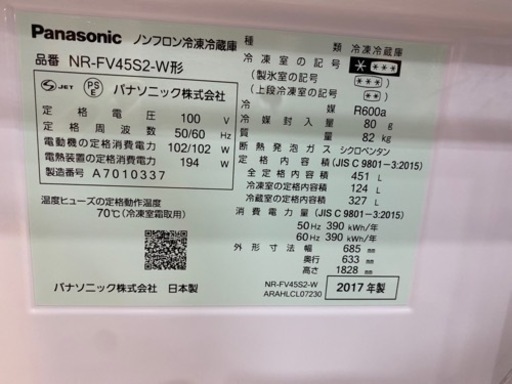 Panasonic ノンフロン冷凍冷蔵庫
品番 NR-FV45S2-W形
JET PS E パナソニック株式会社
定格電圧 100 V
定格周波数 50/60 Hz
電動機の定格消費電力 102/102 W
電熱装置の定格消費電力 194 W
製造番号 A7010337
温度ヒューズの定格動作温度
70℃(冷凍室霜取用)
パナソニック株式会社 日本製
種類 冷凍冷蔵庫
冷凍室の記号
(製氷室の記号)
(上段冷凍室の記号)
冷媒 R600a
冷媒封入量 80 g
質量 82 kg
断熱発泡ガス シクロペンタン
定格内容積 (JIS C 9801-3:2015)
全定格内容積 451 L
冷凍室の定格内容積 124 L
冷蔵室の定格内容積 327 L
消費電力量 (JIS C 9801-3:2015)
50Hz 390 kWh/年
60Hz 390 kWh/年
外形寸法 幅 685 mm
奥行 633 mm
高さ 1828 mm
NR-FV45S2-W
ARAHLCL07230
2017年製